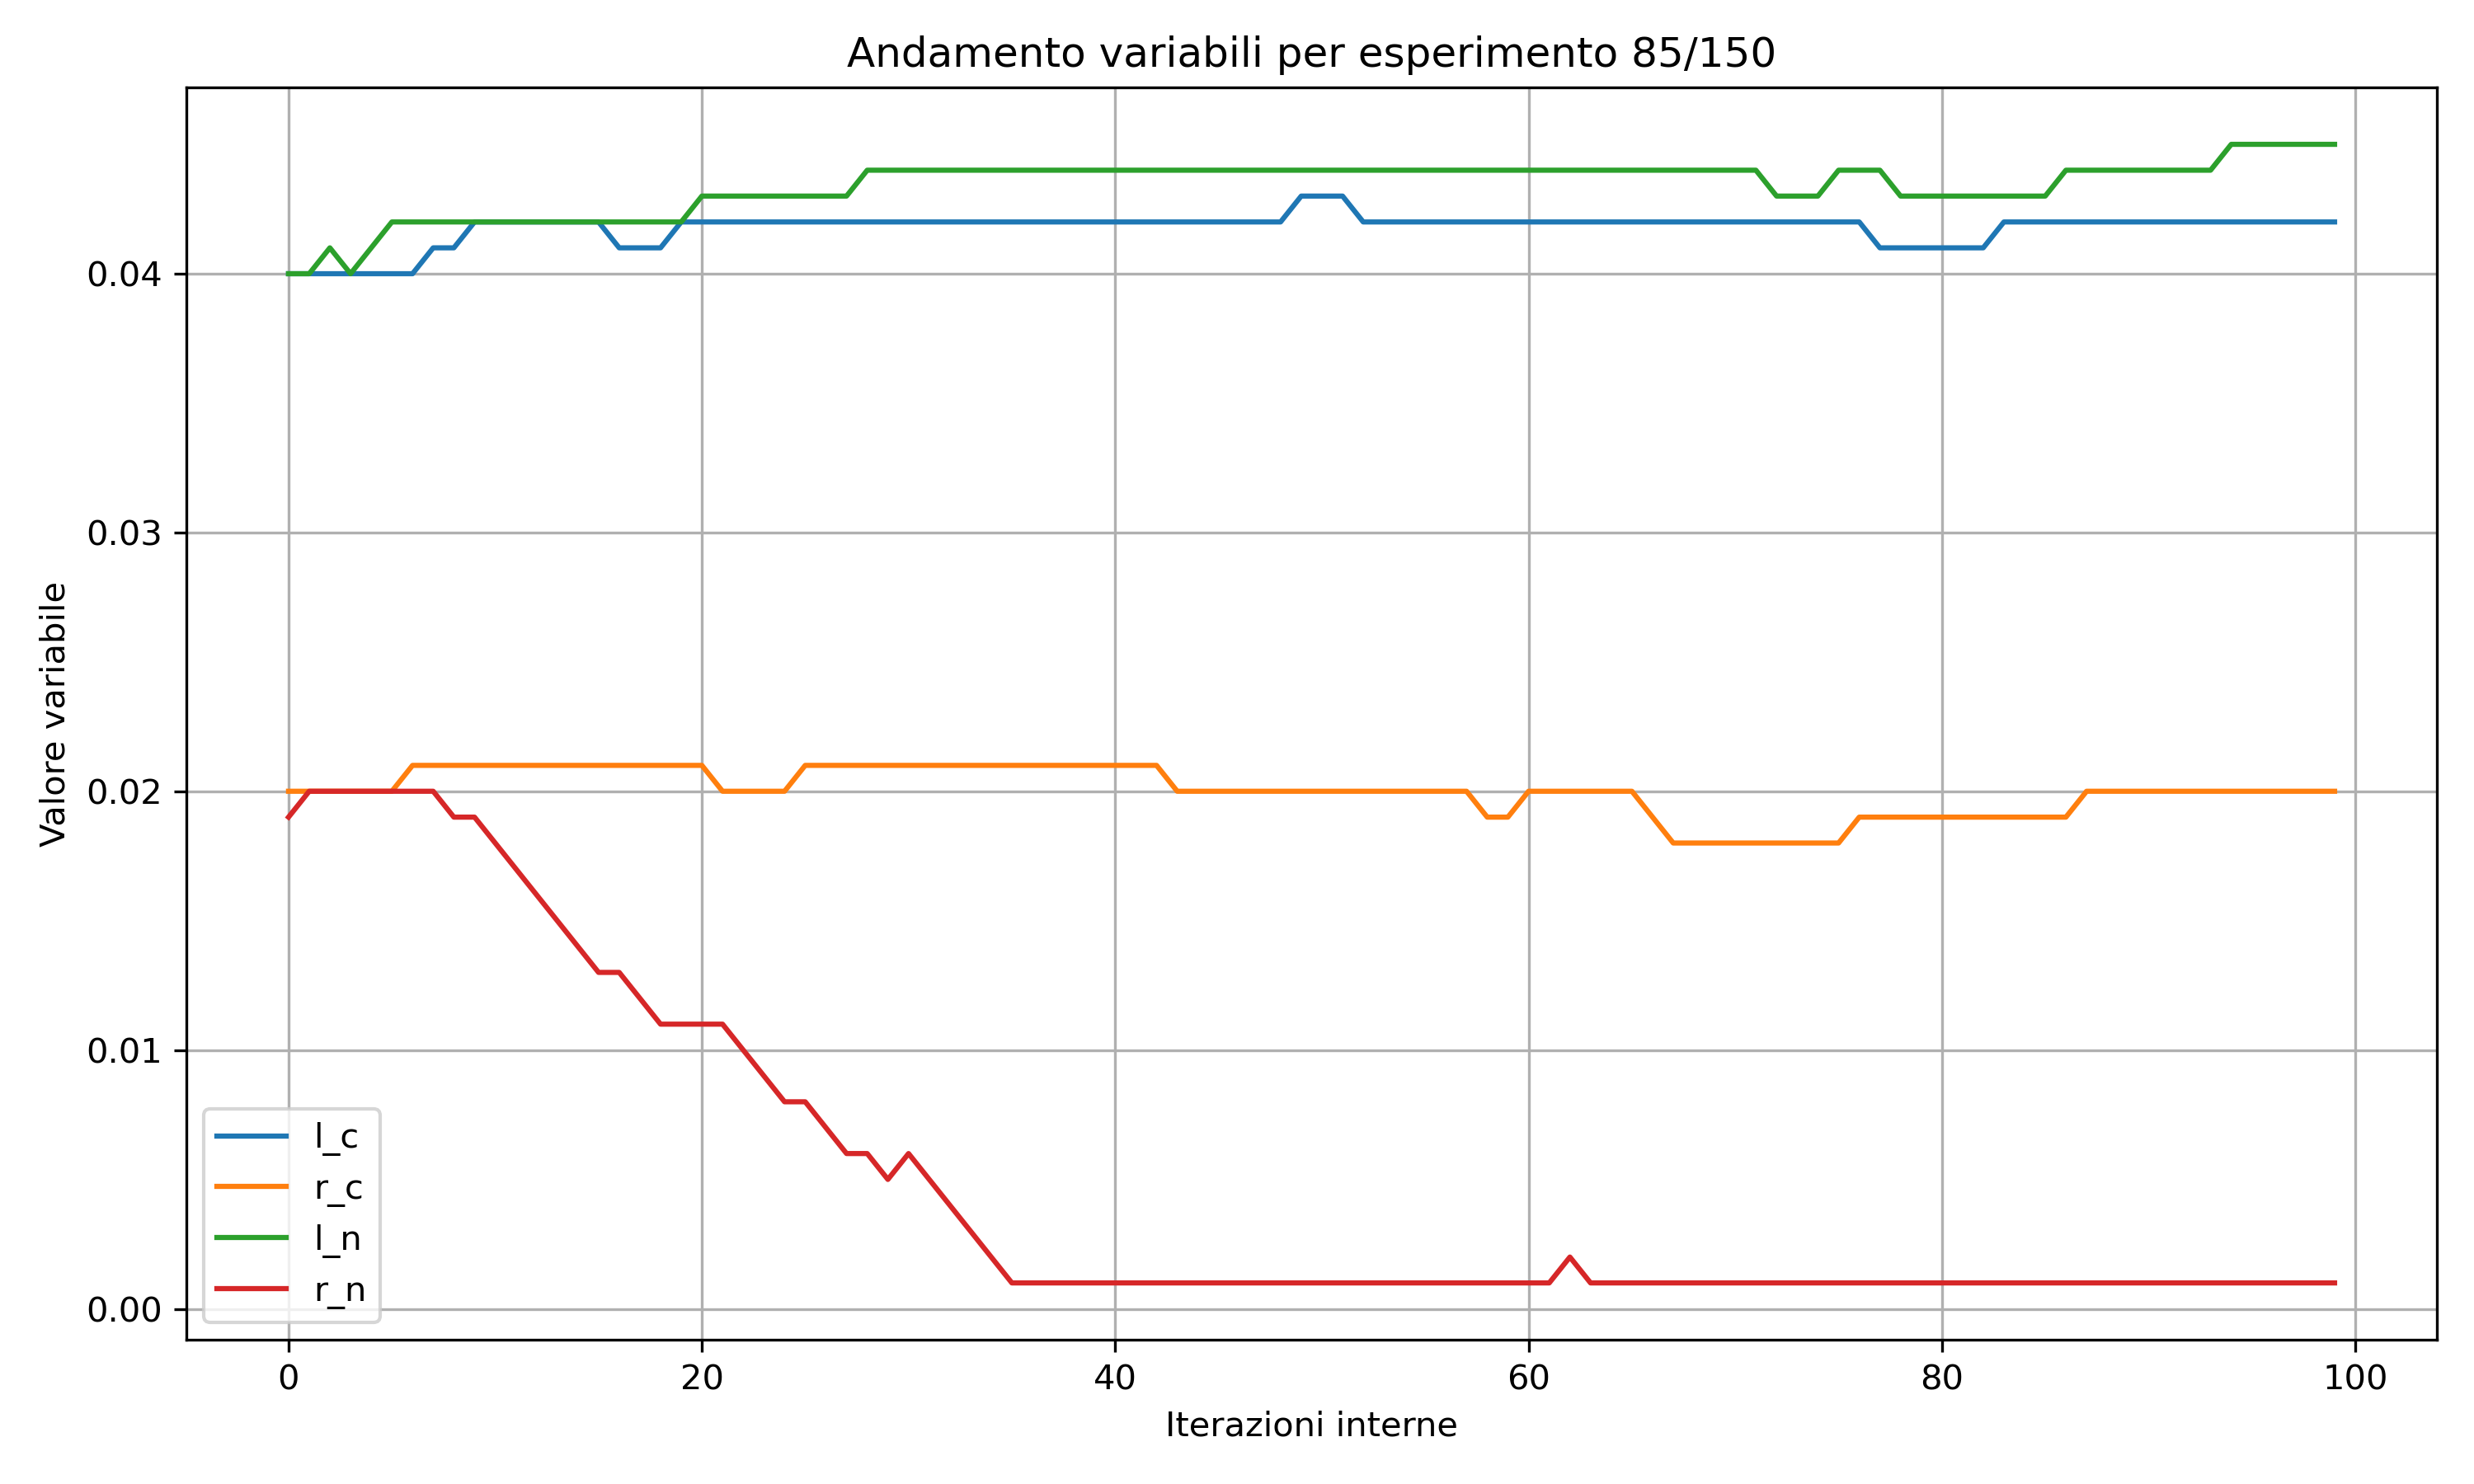 Andamento variabili per esperimento 85/150
Valore variabile
0.04
0.03
0.02
0.01
0.00
l_c
r_c
l_n
r_n
0 20 40 60 80 100
Iterazioni interne